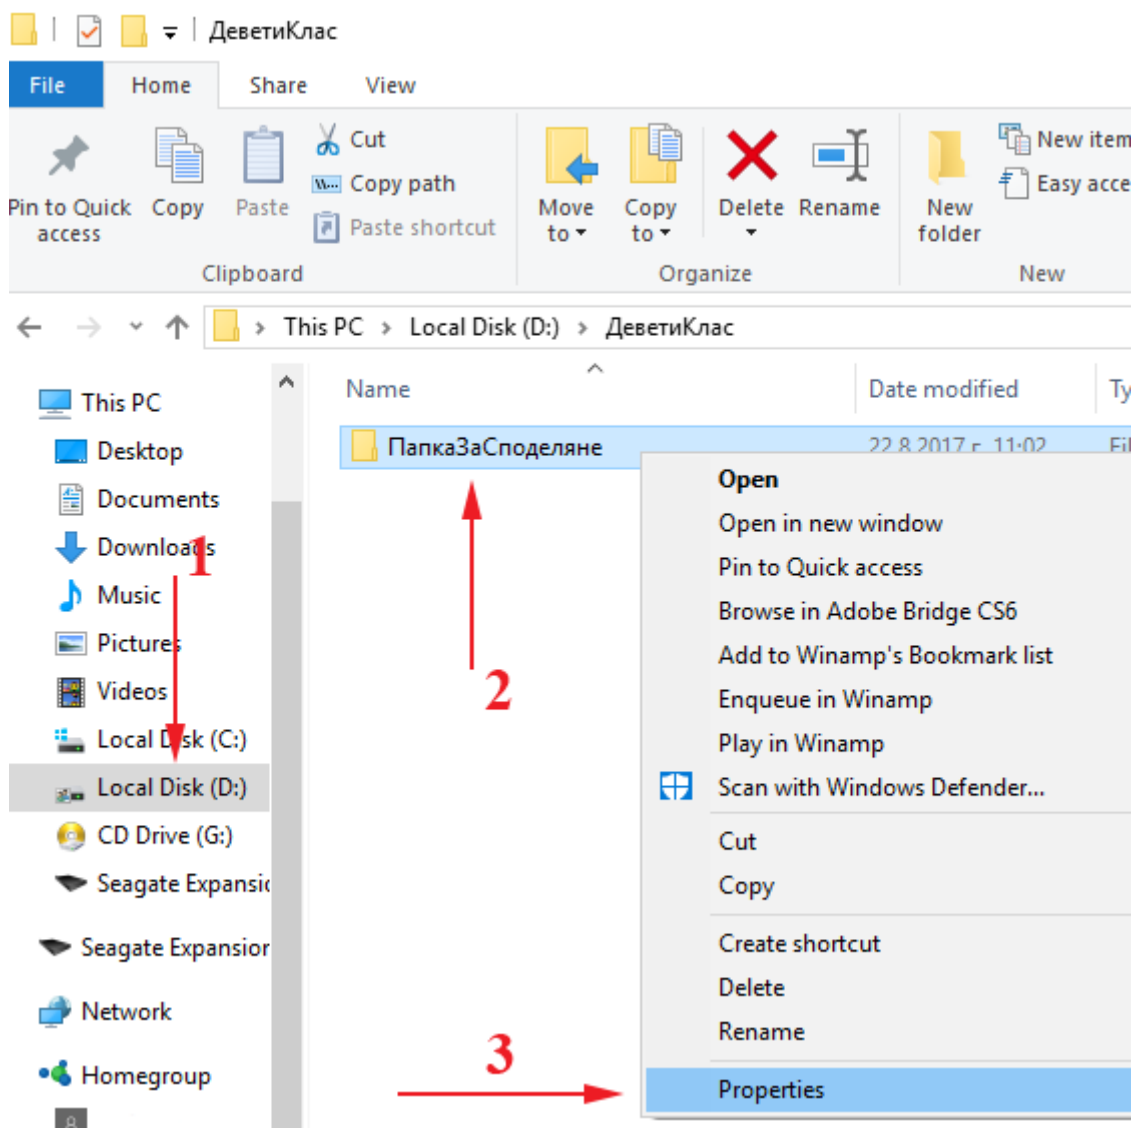 ДеветиКлас
File Home Share View
Pin to Quick access
Copy
Paste
Cut
Copy path
Paste shortcut
Move to
Copy to
Delete
Rename
New folder
New item
Easy acce
Clipboard
Organize
New
This PC > Local Disk (D:) > ДеветиКлас
Name
Date modified
Ty
This PC
Desktop
Documents
Downloads
Music
Pictures
Videos
Local Disk (C:)
Local Disk (D:)
CD Drive (G:)
Seagate Expansio
Seagate Expansion
Network
Homegroup
ПапкаЗаСподеляне
22.8.2017 г. 11:02
Fil
Open
Open in new window
Pin to Quick access
Browse in Adobe Bridge CS6
Add to Winamp's Bookmark list
Enqueue in Winamp
Play in Winamp
Scan with Windows Defender...
Cut
Copy
Create shortcut
Delete
Rename
Properties
1
2
3